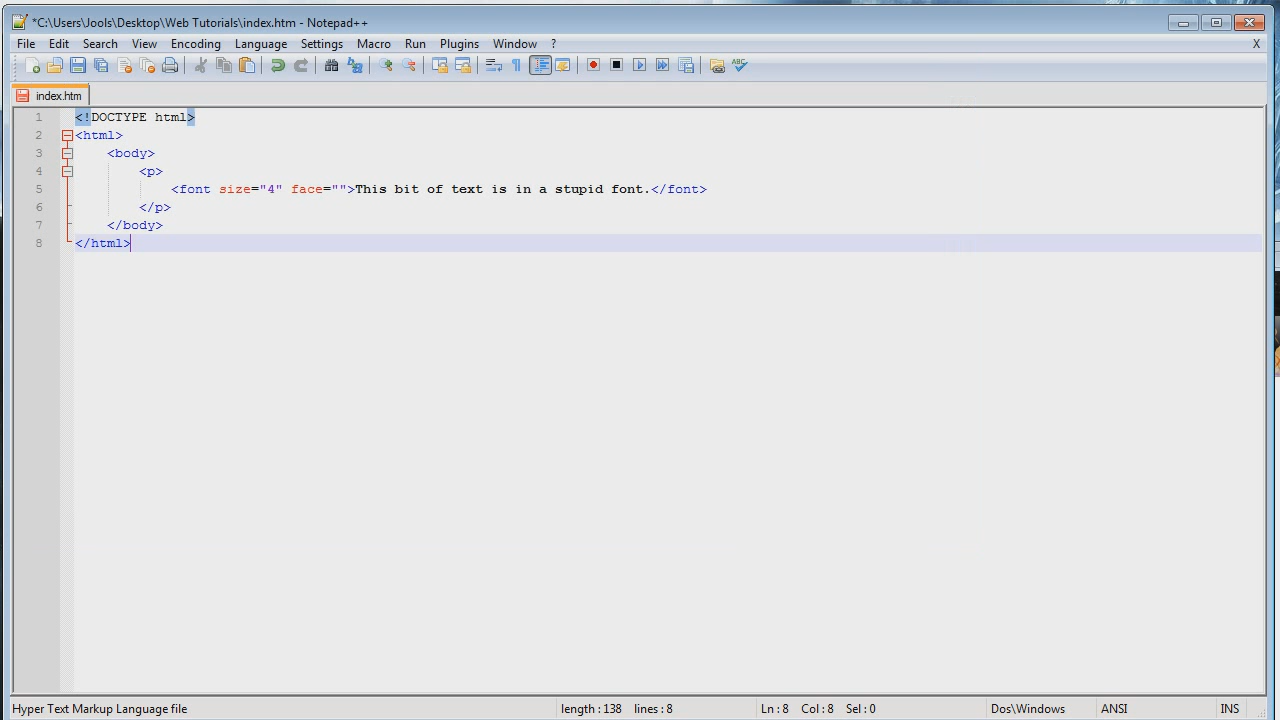 *C:\Users\Jools\Desktop\Web Tutorials\index.htm - Notepad++
File Edit Search View Encoding Language Settings Macro Run Plugins Window ? X
ABC
index.htm
1 <!DOCTYPE html>
2 <html>
3 <body>
4 <p>
5 <font size="4" face="">This bit of text is in a stupid font.</font>
6 </p>
7 </body>
8 </html>
Hyper Text Markup Language file length : 138 lines : 8 Ln : 8 Col : 8 Sel : 0 Dos\Windows ANSI INS